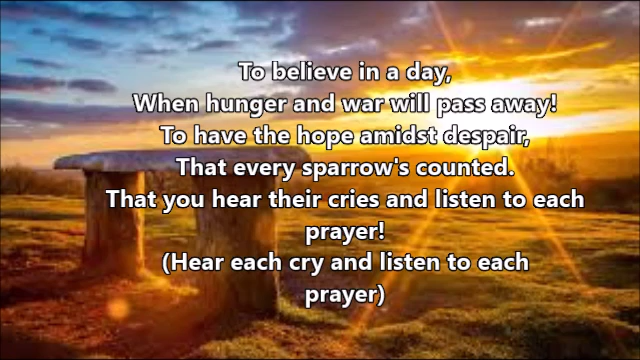 To believe in a day,
When hunger and war will pass away!
To have the hope amidst despair,
That every sparrow's counted.
That you hear their cries and listen to each
prayer!
(Hear each cry and listen to each
prayer)